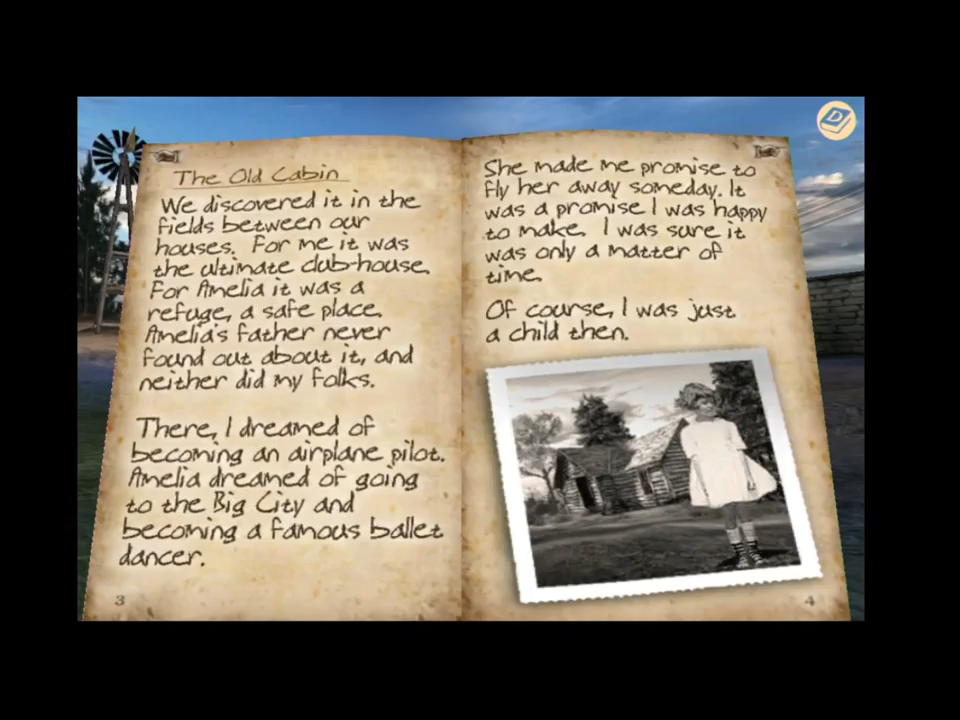 The Old Cabin
We discovered it in the
fields between our
houses. For me it was
the ultimate club-house.
For Amelia it was a
refuge, a safe place.
Amelia's father never
found out about it, and
neither did my folks.
There, I dreamed of
becoming an airplane pilot.
Amelia dreamed of going
to the Big City and
becoming a famous ballet
dancer.
3
She made me promise to
fly her away someday. It
was a promise I was happy
to make. I was sure it
was only a matter of
time.
Of course, I was just
a child then.
4
D